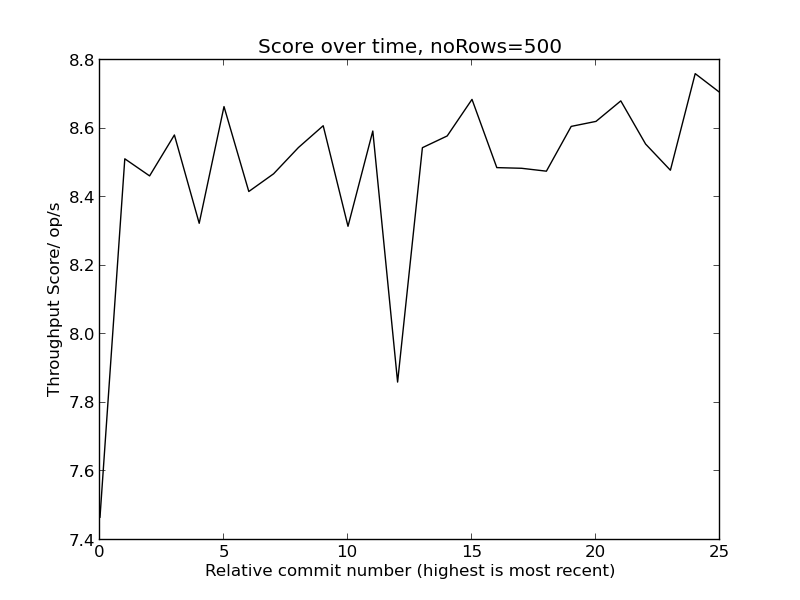 Score over time, noRows=500
8.8
8.6
8.4
8.2
8.0
7.8
7.6
7.4
Throughput Score/ op/s
0 5 10 15 20 25
Relative commit number (highest is most recent)